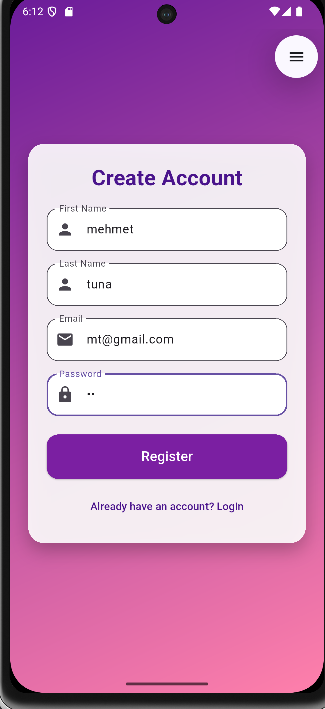 6:12
Create Account
First Name
mehmet
Last Name
tuna
Email
mt@gmail.com
Password
••
Register
Already have an account? Login